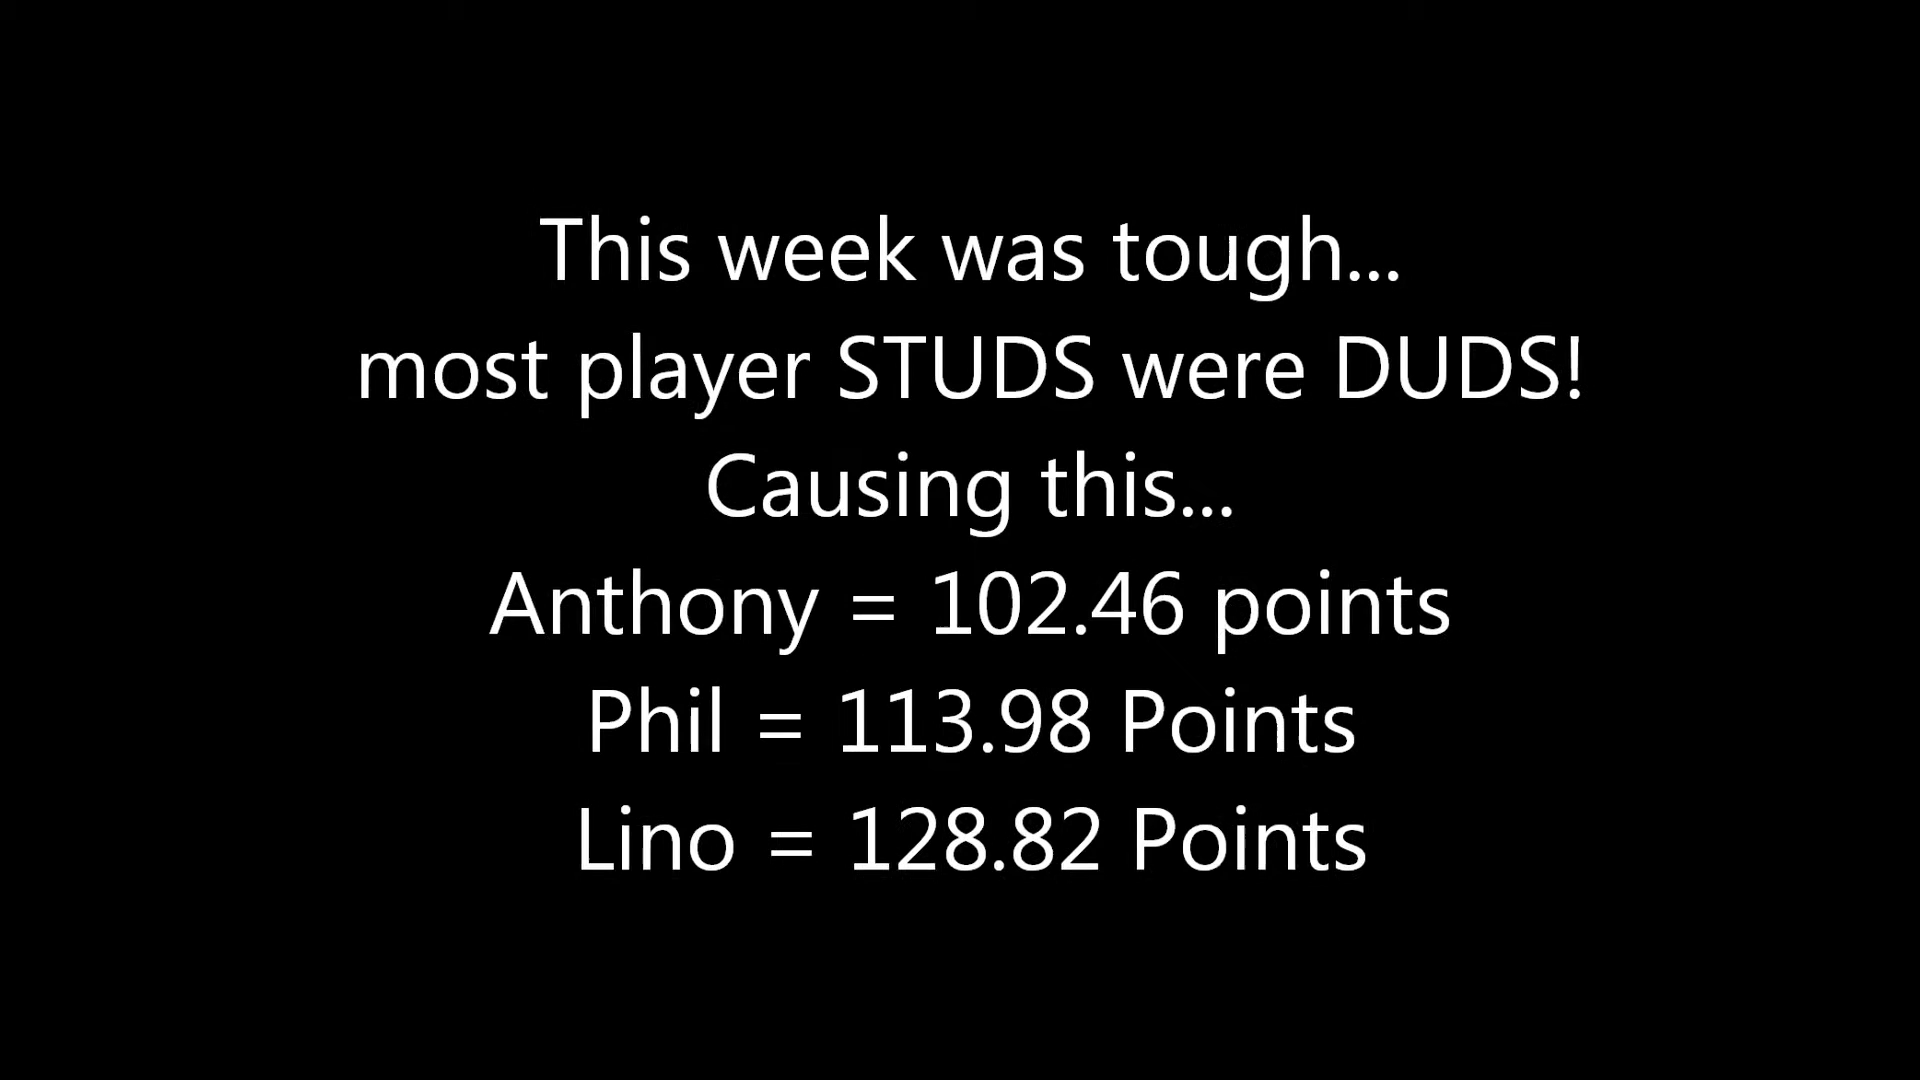 This week was tough...
most player STUDS were DUDS!
Causing this...
Anthony = 102.46 points
Phil = 113.98 Points
Lino = 128.82 Points